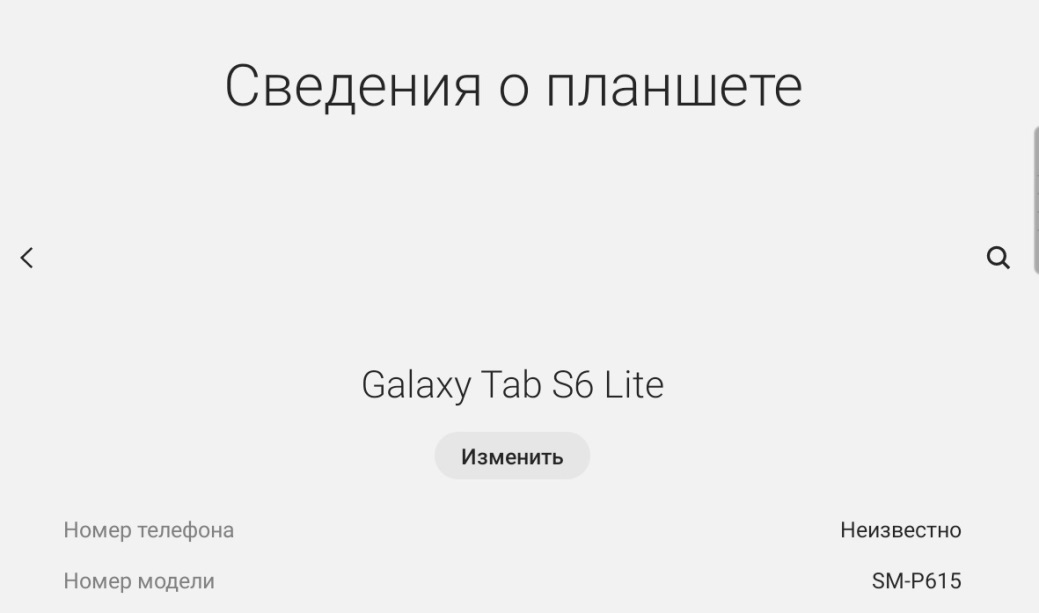 Сведения о планшете
Galaxy Tab S6 Lite
Изменить
Номер телефона Неизвестно
Номер модели SM-P615